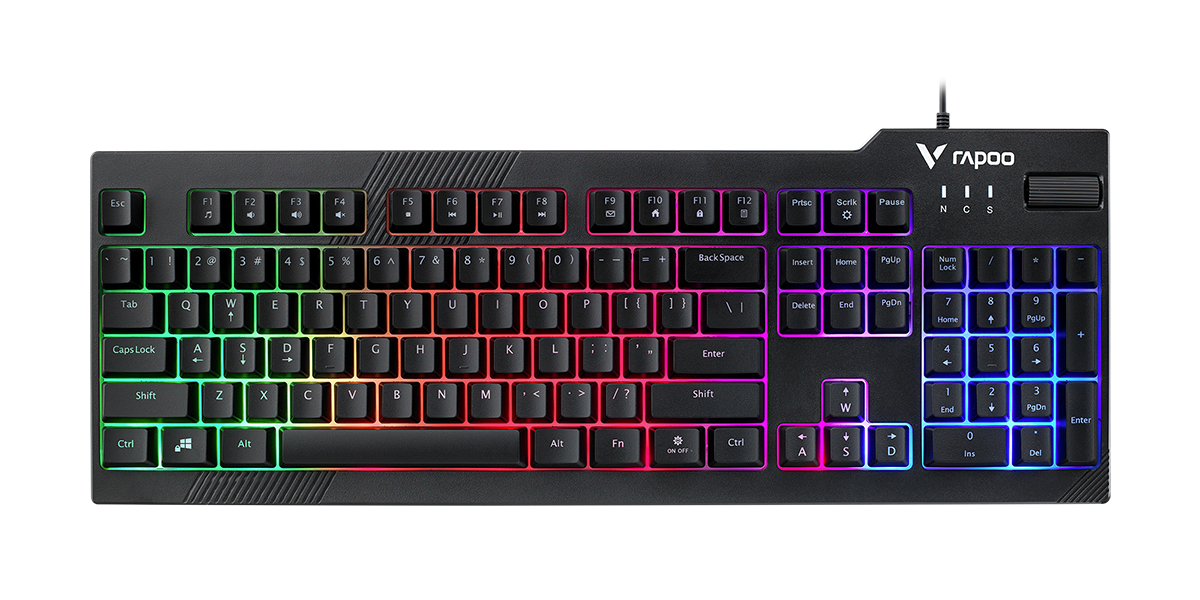 RAPOO
N C S
Esc F1 F2 F3 F4 F5 F6 F7 F8 F9 F10 F11 F12 Prtsc Scrlk Pause
` ~ 1 ! 2 @ 3 # 4 $ 5 % 6 ^ 7 & 8 * 9 ( 0 ) - – = + Back Space Insert Home PgUp Num Lock / * –
Tab Q W ↑ E R T Y U I O P [ { ] } \ | Delete End PgDn 7 Home 8 ↑ 9 PgUp +
Caps Lock A ← S ↓ D → F G H J K L ; : ' " Enter 4 ← 5 6 →
Shift Z X C V B N M , < . > / ? Shift ↑ W 1 End 2 ↓ 3 PgDn Enter
Ctrl Alt Alt Fn ON OFF Ctrl ← A ↓ S → D 0 Ins . Del